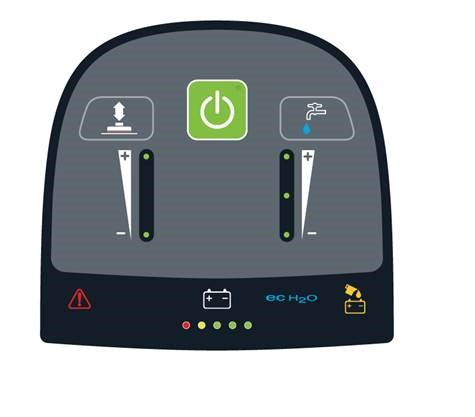 + +
− −
+ −
ec H2O
+ −